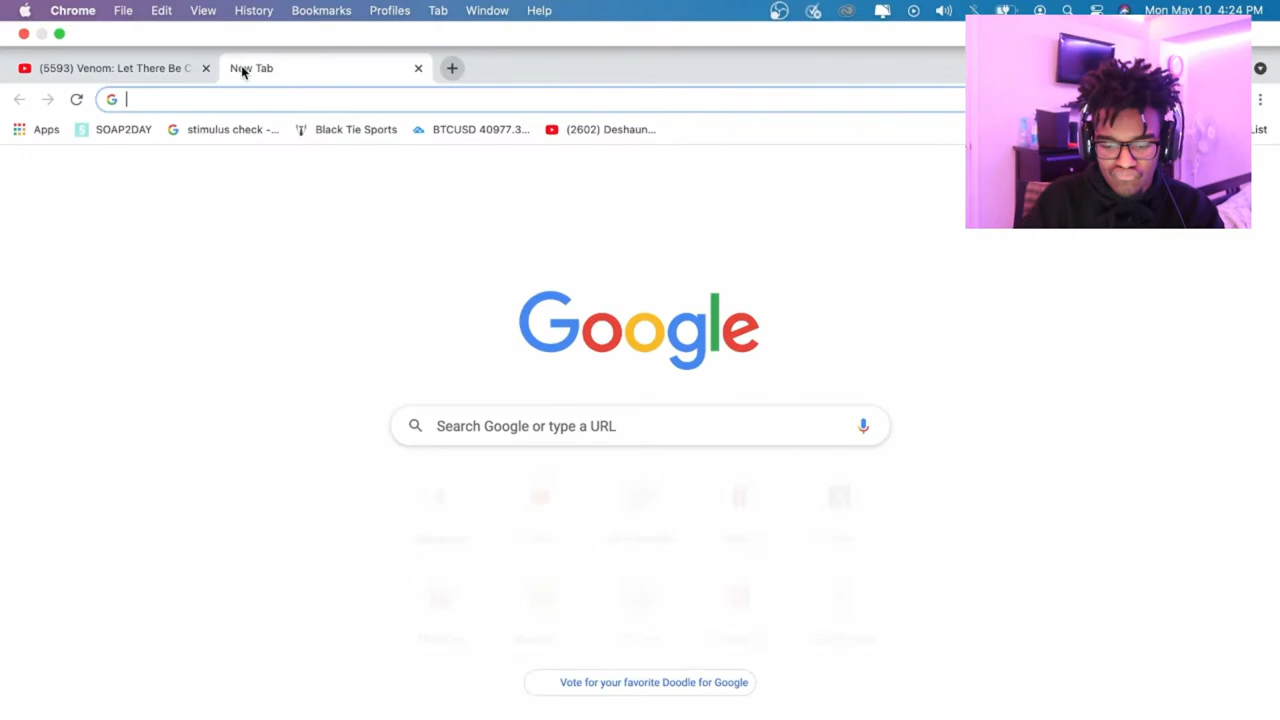 Chrome File Edit View History Bookmarks Profiles Tab Window Help Mon May 10 4:24 PM
(5593) Venom: Let There Be C New Tab
Apps SOAP2DAY stimulus check -... Black Tie Sports BTCUSD 40977.3... (2602) Deshaun... List
Google
Search Google or type a URL
Vote for your favorite Doodle for Google